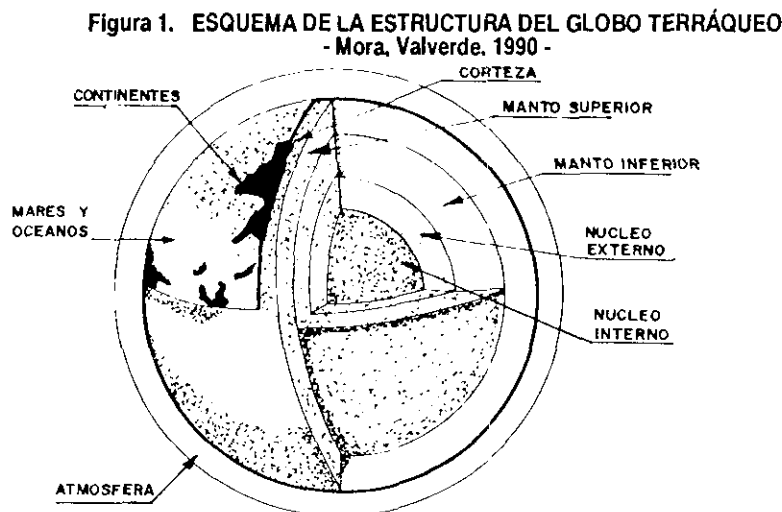 Figura 1. ESQUEMA DE LA ESTRUCTURA DEL GLOBO TERRÁQUEO
- Mora, Valverde, 1990 -
CORTEZA
CONTINENTES
MANTO SUPERIOR
MANTO INFERIOR
MARES Y
OCEANOS
NUCLEO
EXTERNO
NUCLEO
INTERNO
ATMOSFERA